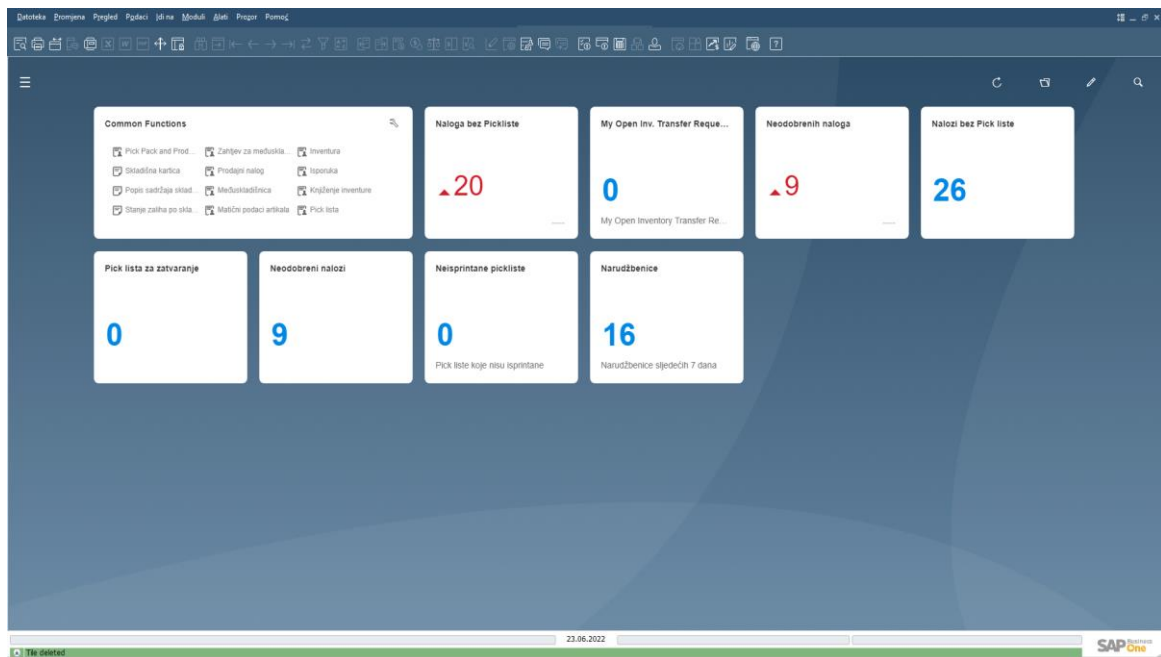 Datoteka Promjena Pregled Podaci Idi na Moduli Alati Prozor Pomoć
Common Functions
Pick Pack and Prod... Zahtjev za međuskla... Inventura
Skladišna kartica Prodajni nalog Isporuka
Popis sadržaja sklad... Međuskladišnica Knjiženje inventure
Stanje zaliha po skla... Matični podaci artikala Pick lista
Naloga bez Pickliste
20
My Open Inv. Transfer Reque...
0
My Open Inventory Transfer Re...
Neodobrenih naloga
9
Nalozi bez Pick liste
26
Pick lista za zatvaranje
0
Neodobreni nalozi
9
Neisprintane pickliste
0
Pick liste koje nisu isprintane
Narudžbenice
16
Narudžbenice sljedećih 7 dana
23.06.2022
Tile deleted
SAP Business One